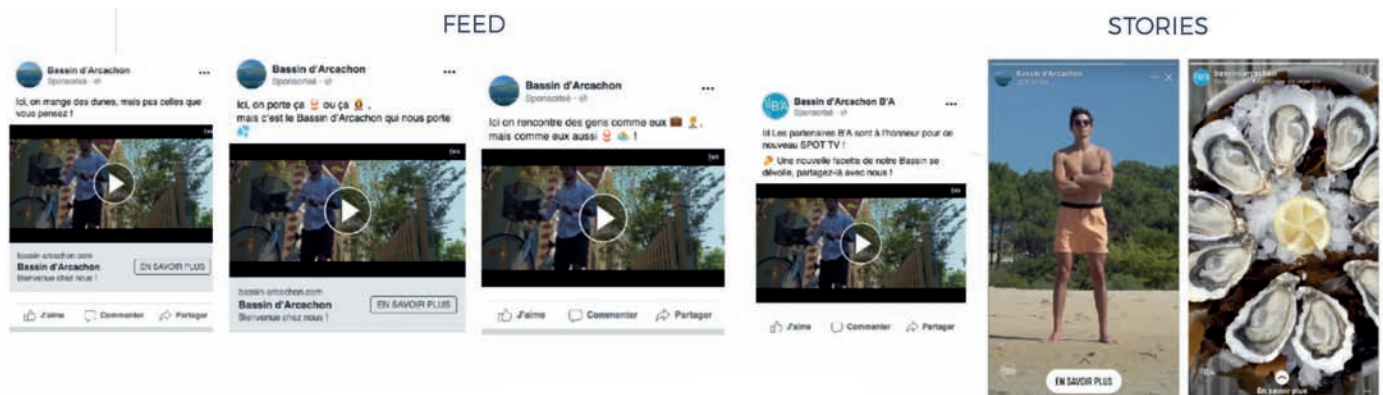 FEED
STORIES
Bassin d'Arcachon
Sponsorisé
Ici, on mange des dunes, mais pas celles que
vous pensez !
bassin-arcachon.com
Bassin d'Arcachon
Bienvenue chez nous !
EN SAVOIR PLUS
J'aime Commenter Partager
Bassin d'Arcachon
Sponsorisé
Ici, on porte ça 👙 ou ça
mais c'est le Bassin d'Arcachon qui nous porte
💦
bassin-arcachon.com
Bassin d'Arcachon
Bienvenue chez nous !
EN SAVOIR PLUS
J'aime Commenter Partager
Bassin d'Arcachon
Sponsorisé
Ici on rencontre des gens comme eux 💼
mais comme eux aussi 👙 !
J'aime Commenter Partager
B'A
Bassin d'Arcachon B'A
Sponsorisé
Les partenaires B'A sont à l'honneur pour ce
nouveau SPOT TV !
Une nouvelle facette de notre Bassin se
dévoile, partagez-là avec nous !
J'aime Commenter Partager
Bassin d'Arcachon
EN SAVOIR PLUS
B'A
bassinarcachon
En savoir plus